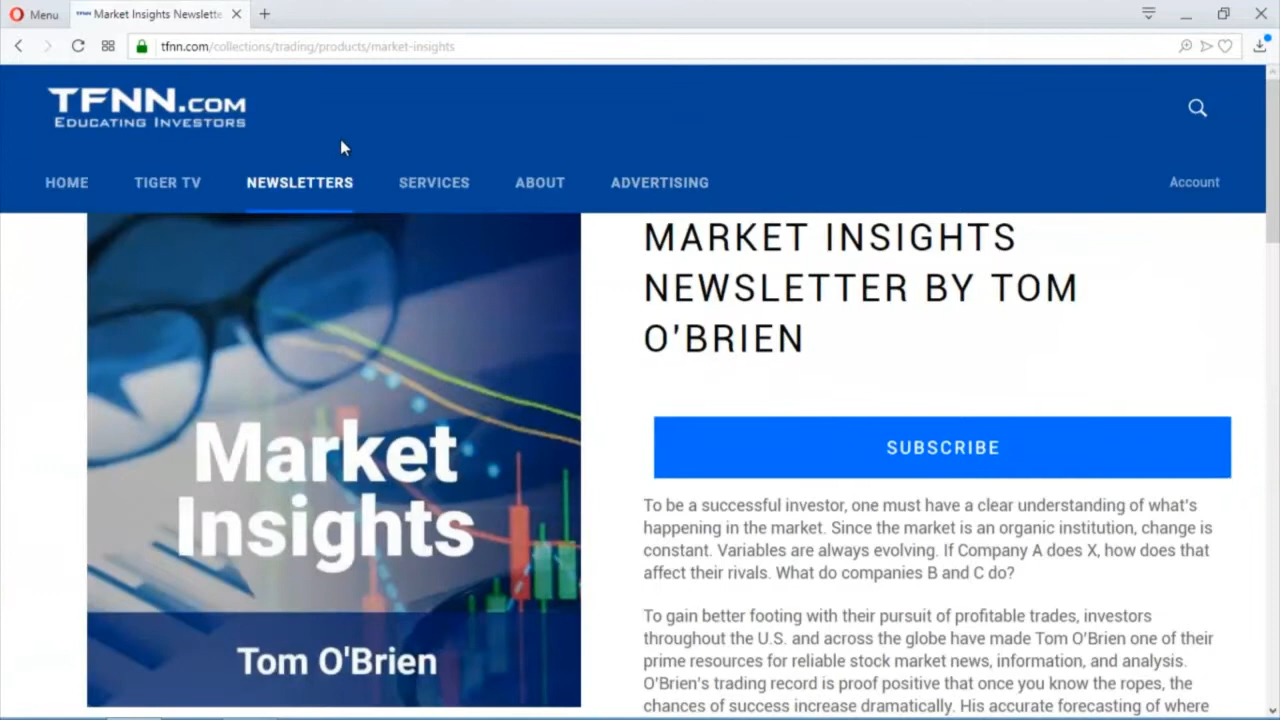 Menu
TFNN Market Insights Newslette
tfnn.com/collections/trading/products/market-insights
TFNN.COM
EDUCATING INVESTORS
HOME TIGER TV NEWSLETTERS SERVICES ABOUT ADVERTISING Account
Market
Insights
Tom O'Brien
MARKET INSIGHTS
NEWSLETTER BY TOM
O'BRIEN
SUBSCRIBE
To be a successful investor, one must have a clear understanding of what's
happening in the market. Since the market is an organic institution, change is
constant. Variables are always evolving. If Company A does X, how does that
affect their rivals. What do companies B and C do?
To gain better footing with their pursuit of profitable trades, investors
throughout the U.S. and across the globe have made Tom O'Brien one of their
prime resources for reliable stock market news, information, and analysis.
O'Brien's trading record is proof positive that once you know the ropes, the
chances of success increase dramatically. His accurate forecasting of where